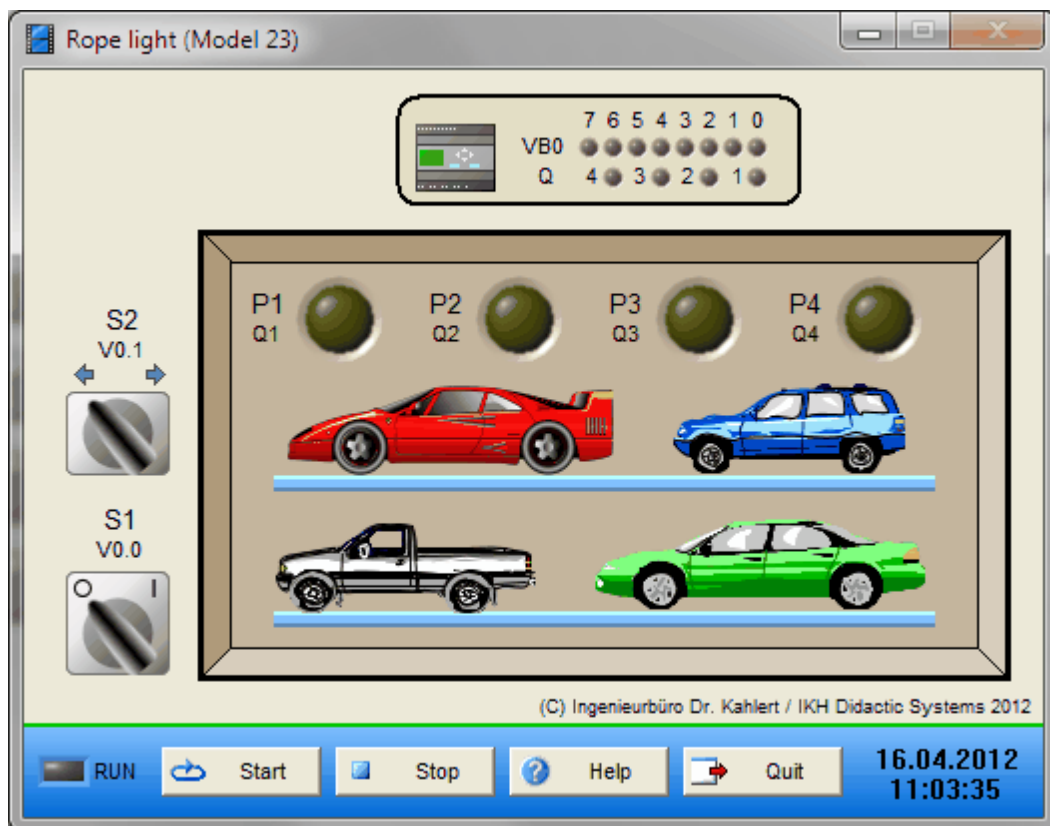 Rope light (Model 23)
7 6 5 4 3 2 1 0
VB0
Q 4 3 2 1
P1
Q1
P2
Q2
P3
Q3
P4
Q4
S2
V0.1
S1
V0.0
O I
(C) Ingenieurbüro Dr. Kahlert / IKH Didactic Systems 2012
RUN Start Stop Help Quit
16.04.2012
11:03:35